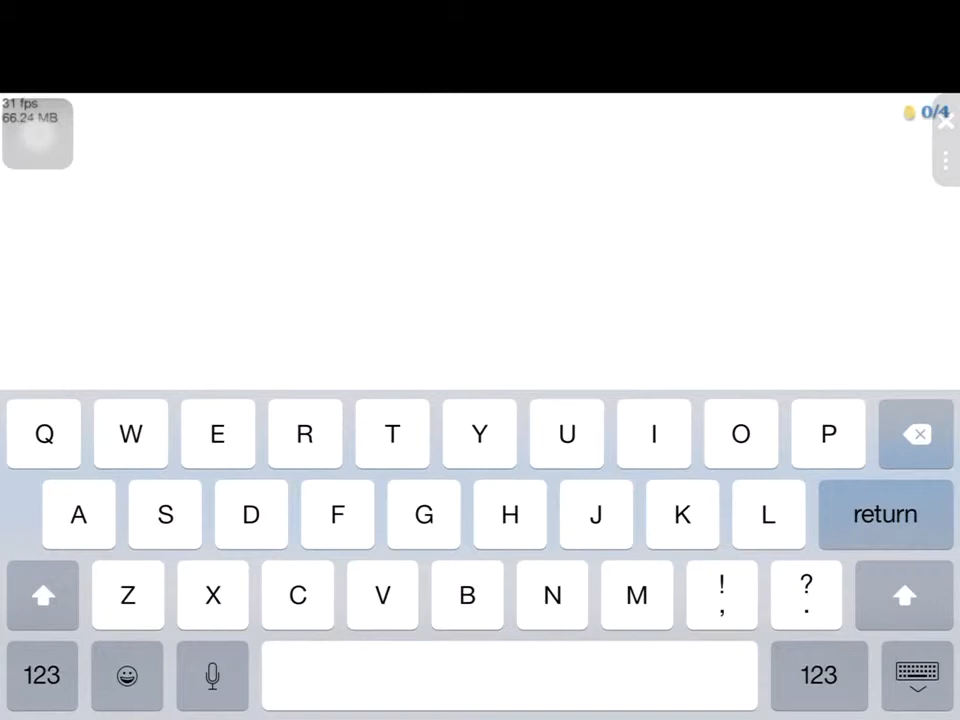 31 fps
66.24 MB
0/4
Q W E R T Y U I O P
A S D F G H J K L return
Z X C V B N M ! , ? .
123 123